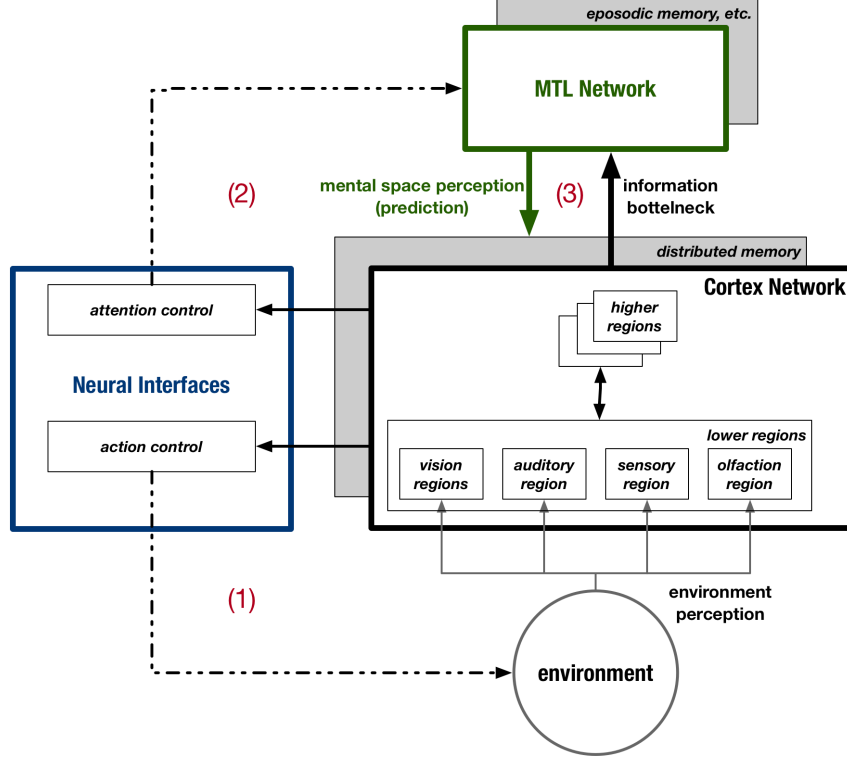 eposodic memory, etc.
MTL Network
(2)
mental space perception
(prediction)
(3)
information
bottelneck
distributed memory
Cortex Network
attention control
higher
regions
Neural Interfaces
action control
lower regions
vision
regions
auditory
region
sensory
region
olfaction
region
(1)
environment
perception
environment